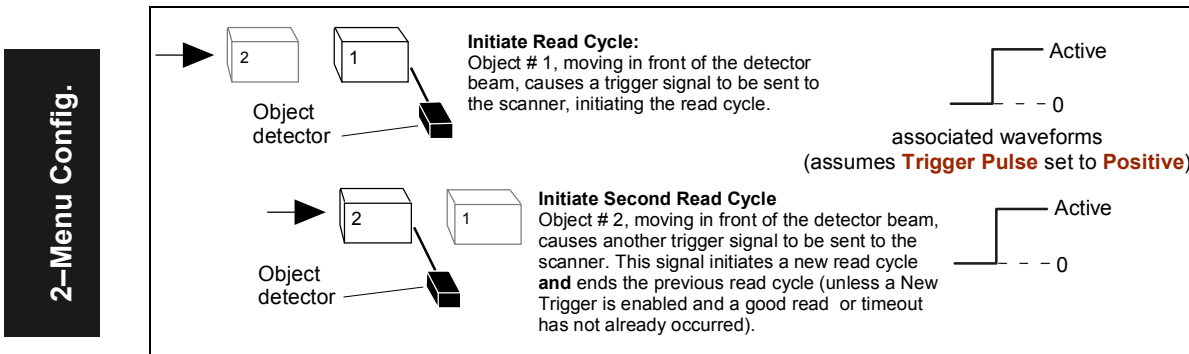 2–Menu Config.
2
1
Object
detector
Initiate Read Cycle:
Object # 1, moving in front of the detector
beam, causes a trigger signal to be sent to
the scanner, initiating the read cycle.
Active
0
associated waveforms
(assumes Trigger Pulse set to Positive)
2
1
Object
detector
Initiate Second Read Cycle
Object # 2, moving in front of the detector beam,
causes another trigger signal to be sent to the
scanner. This signal initiates a new read cycle
and ends the previous read cycle (unless a New
Trigger is enabled and a good read or timeout
has not already occurred).
Active
0